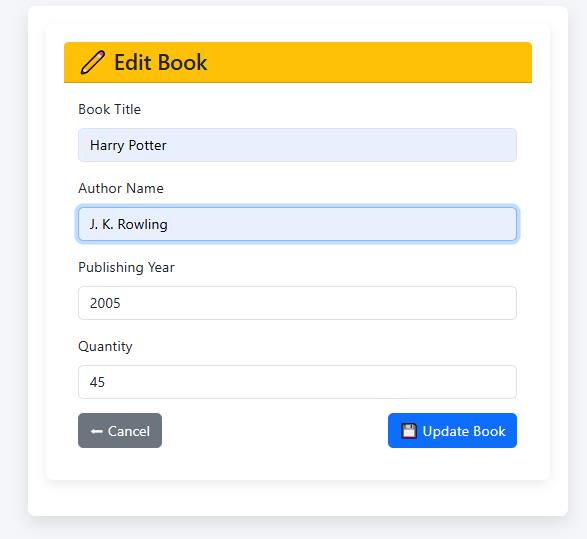 Edit Book
Book Title
Harry Potter
Author Name
J. K. Rowling
Publishing Year
2005
Quantity
45
Cancel
Update Book